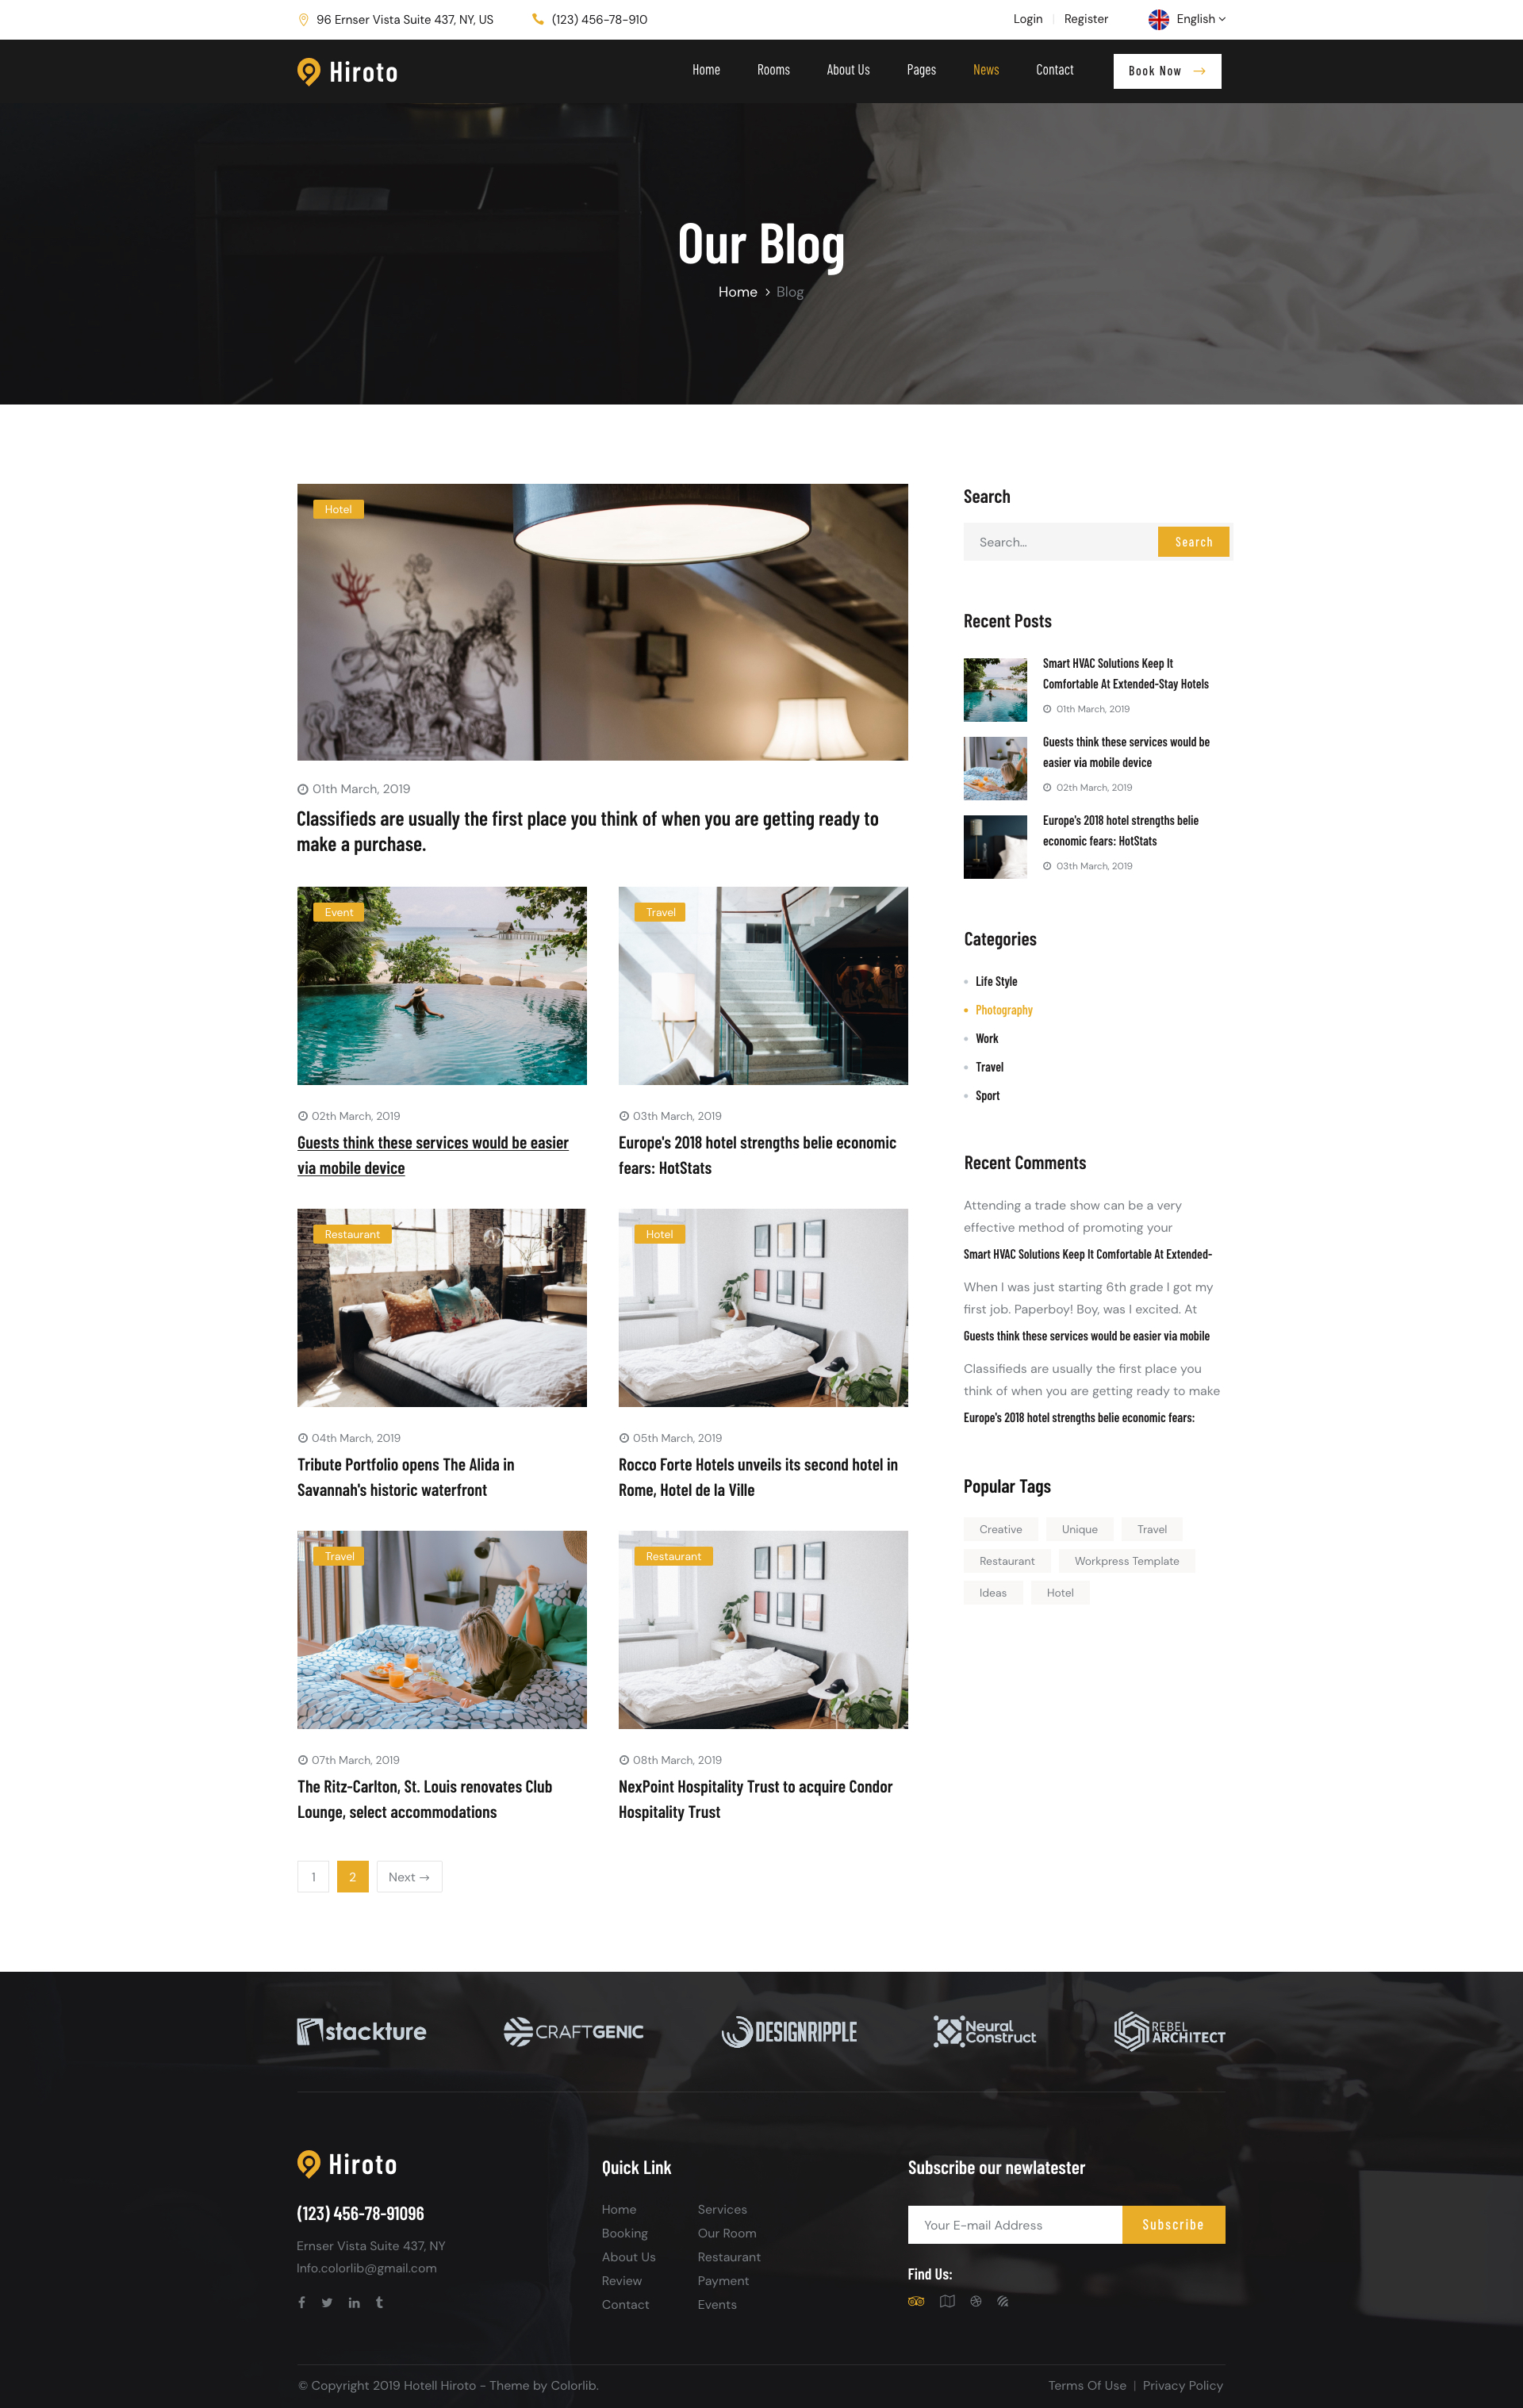 96 Ernser Vista Suite 437, NY, US
(123) 456-78-910
Login | Register
English
Hiroto
Home
Rooms
About Us
Pages
News
Contact
Book Now →
Our Blog
Home > Blog
Hotel
01th March, 2019
Classifieds are usually the first place you think of when you are getting ready to
make a purchase.
Event
02th March, 2019
Guests think these services would be easier
via mobile device
Travel
03th March, 2019
Europe's 2018 hotel strengths belie economic
fears: HotStats
Restaurant
04th March, 2019
Tribute Portfolio opens The Alida in
Savannah's historic waterfront
Hotel
05th March, 2019
Rocco Forte Hotels unveils its second hotel in
Rome, Hotel de la Ville
Travel
07th March, 2019
The Ritz-Carlton, St. Louis renovates Club
Lounge, select accommodations
Restaurant
08th March, 2019
NexPoint Hospitality Trust to acquire Condor
Hospitality Trust
1
2
Next →
Search
Search...
Search
Recent Posts
Smart HVAC Solutions Keep It
Comfortable At Extended-Stay Hotels
01th March, 2019
Guests think these services would be
easier via mobile device
02th March, 2019
Europe's 2018 hotel strengths belie
economic fears: HotStats
03th March, 2019
Categories
Life Style
Photography
Work
Travel
Sport
Recent Comments
Attending a trade show can be a very
effective method of promoting your
Smart HVAC Solutions Keep It Comfortable At Extended-
When I was just starting 6th grade I got my
first job. Paperboy! Boy, was I excited. At
Guests think these services would be easier via mobile
Classifieds are usually the first place you
think of when you are getting ready to make
Europe's 2018 hotel strengths belie economic fears:
Popular Tags
Creative
Unique
Travel
Restaurant
Workpress Template
Ideas
Hotel
stackture
CRAFTGENIC
DESIGNRIPPLE
Neural
Construct
REBEL
ARCHITECT
Hiroto
(123) 456-78-91096
Ernser Vista Suite 437, NY
Info.colorlib@gmail.com
Quick Link
Home
Booking
About Us
Review
Contact
Services
Our Room
Restaurant
Payment
Events
Subscribe our newlatester
Your E-mail Address
Subscribe
Find Us:
© Copyright 2019 Hotell Hiroto - Theme by Colorlib.
Terms Of Use | Privacy Policy